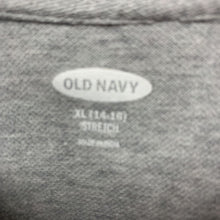 OLD NAVY
XL (14-16)
STRETCH